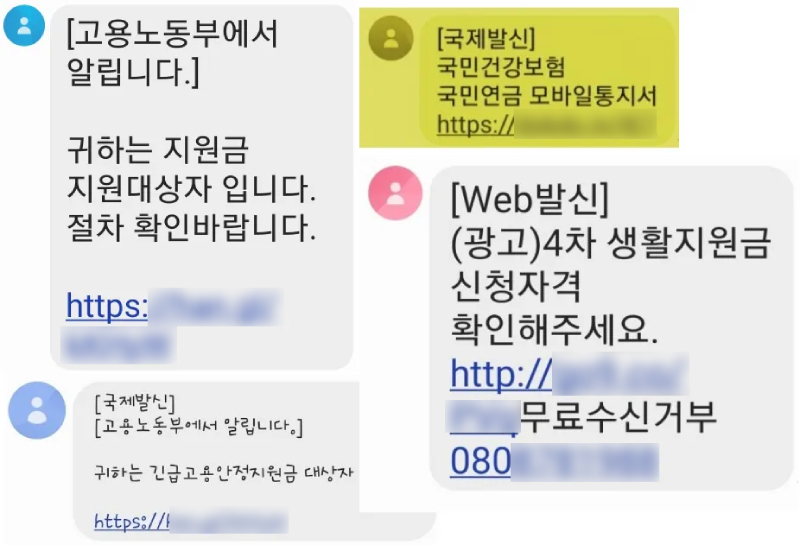 [고용노동부에서
알립니다.]
귀하는 지원금
지원대상자 입니다.
절차 확인바랍니다.
https:
[국제발신]
국민건강보험
국민연금 모바일통지서
https://
[Web발신]
(광고)4차 생활지원금
신청자격
확인해주세요.
http://
무료수신거부
080
[국제발신]
[고용노동부에서 알립니다.]
귀하는 긴급고용안정지원금 대상자
https://